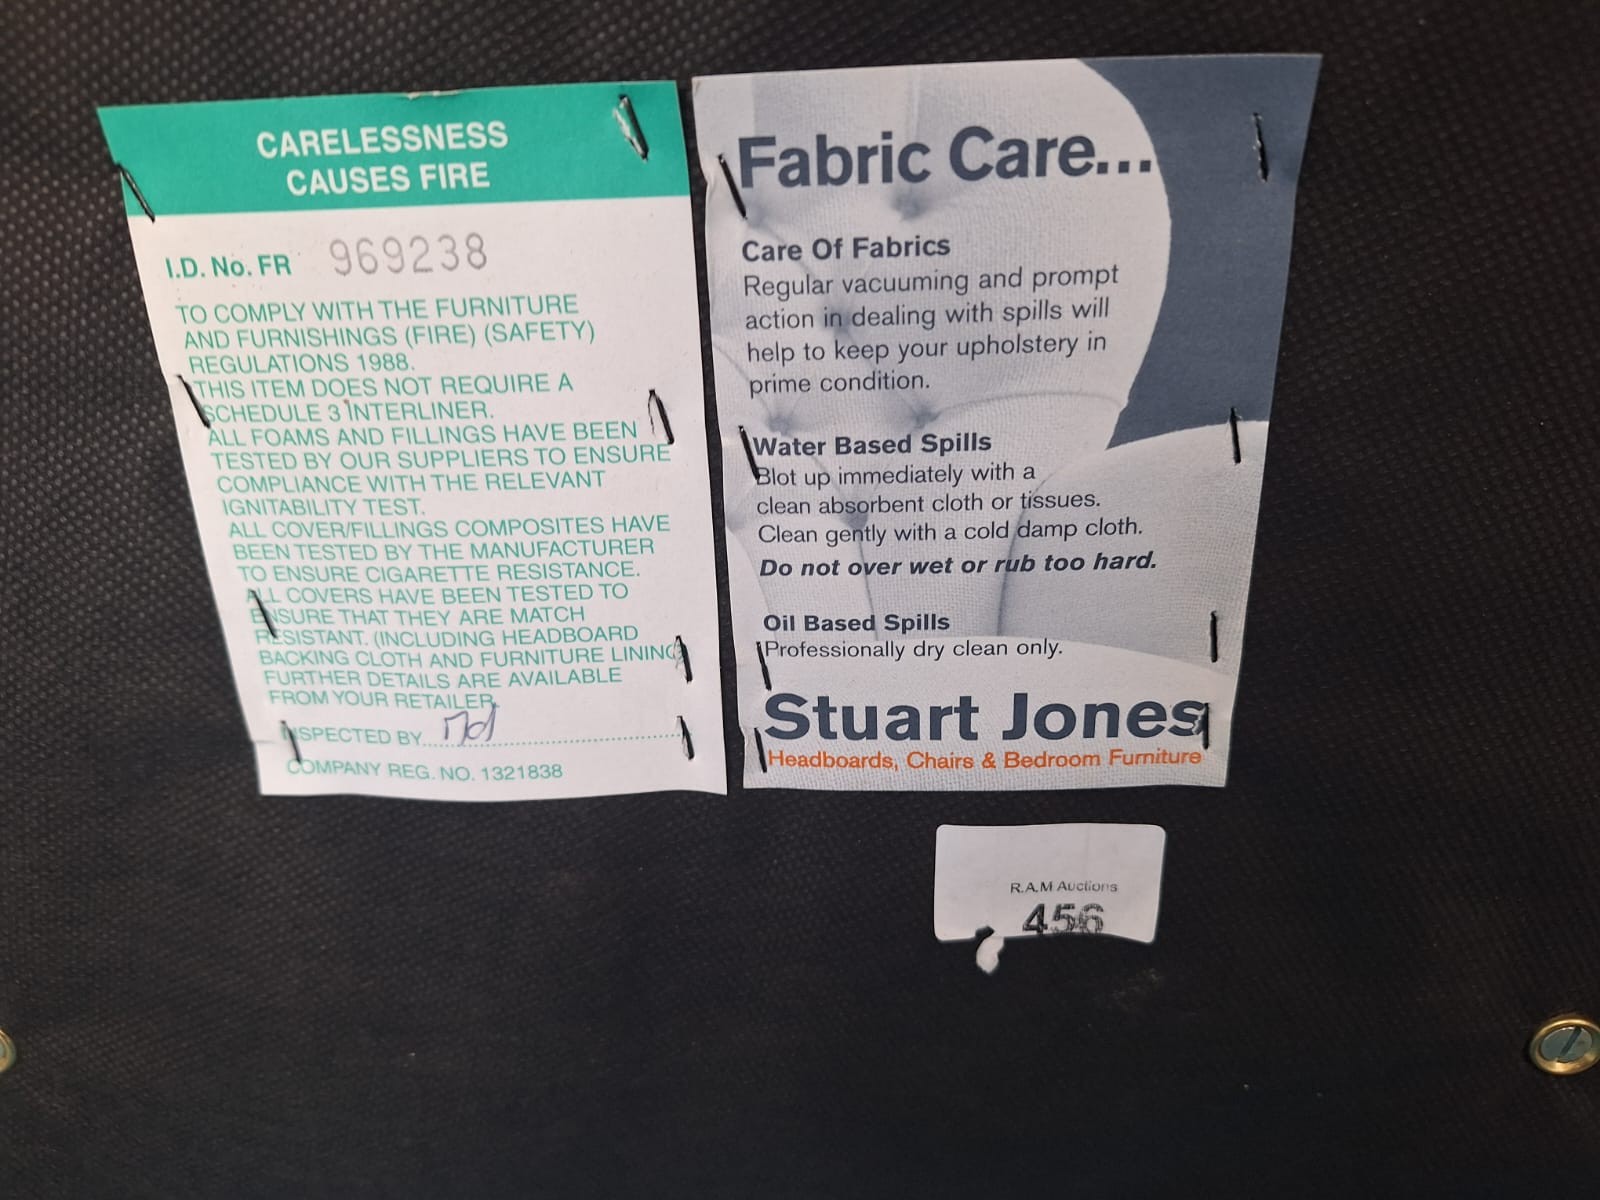 CARELESSNESS
CAUSES FIRE
I.D. No. FR 969238
TO COMPLY WITH THE FURNITURE
AND FURNISHINGS (FIRE) (SAFETY)
REGULATIONS 1988.
THIS ITEM DOES NOT REQUIRE A
SCHEDULE 3 INTERLINER.
ALL FOAMS AND FILLINGS HAVE BEEN
TESTED BY OUR SUPPLIERS TO ENSURE
COMPLIANCE WITH THE RELEVANT
IGNITABILITY TEST.
ALL COVER/FILLINGS COMPOSITES HAVE
BEEN TESTED BY THE MANUFACTURER
TO ENSURE CIGARETTE RESISTANCE.
ALL COVERS HAVE BEEN TESTED TO
ENSURE THAT THEY ARE MATCH
RESISTANT. (INCLUDING HEADBOARD
BACKING CLOTH AND FURNITURE LINING
FURTHER DETAILS ARE AVAILABLE
FROM YOUR RETAILER.
INSPECTED BY
COMPANY REG. NO. 1321838
Fabric Care...
Care Of Fabrics
Regular vacuuming and prompt
action in dealing with spills will
help to keep your upholstery in
prime condition.
Water Based Spills
Blot up immediately with a
clean absorbent cloth or tissues.
Clean gently with a cold damp cloth.
Do not over wet or rub too hard.
Oil Based Spills
Professionally dry clean only.
Stuart Jones
Headboards, Chairs & Bedroom Furniture
R.A.M Auctions
456